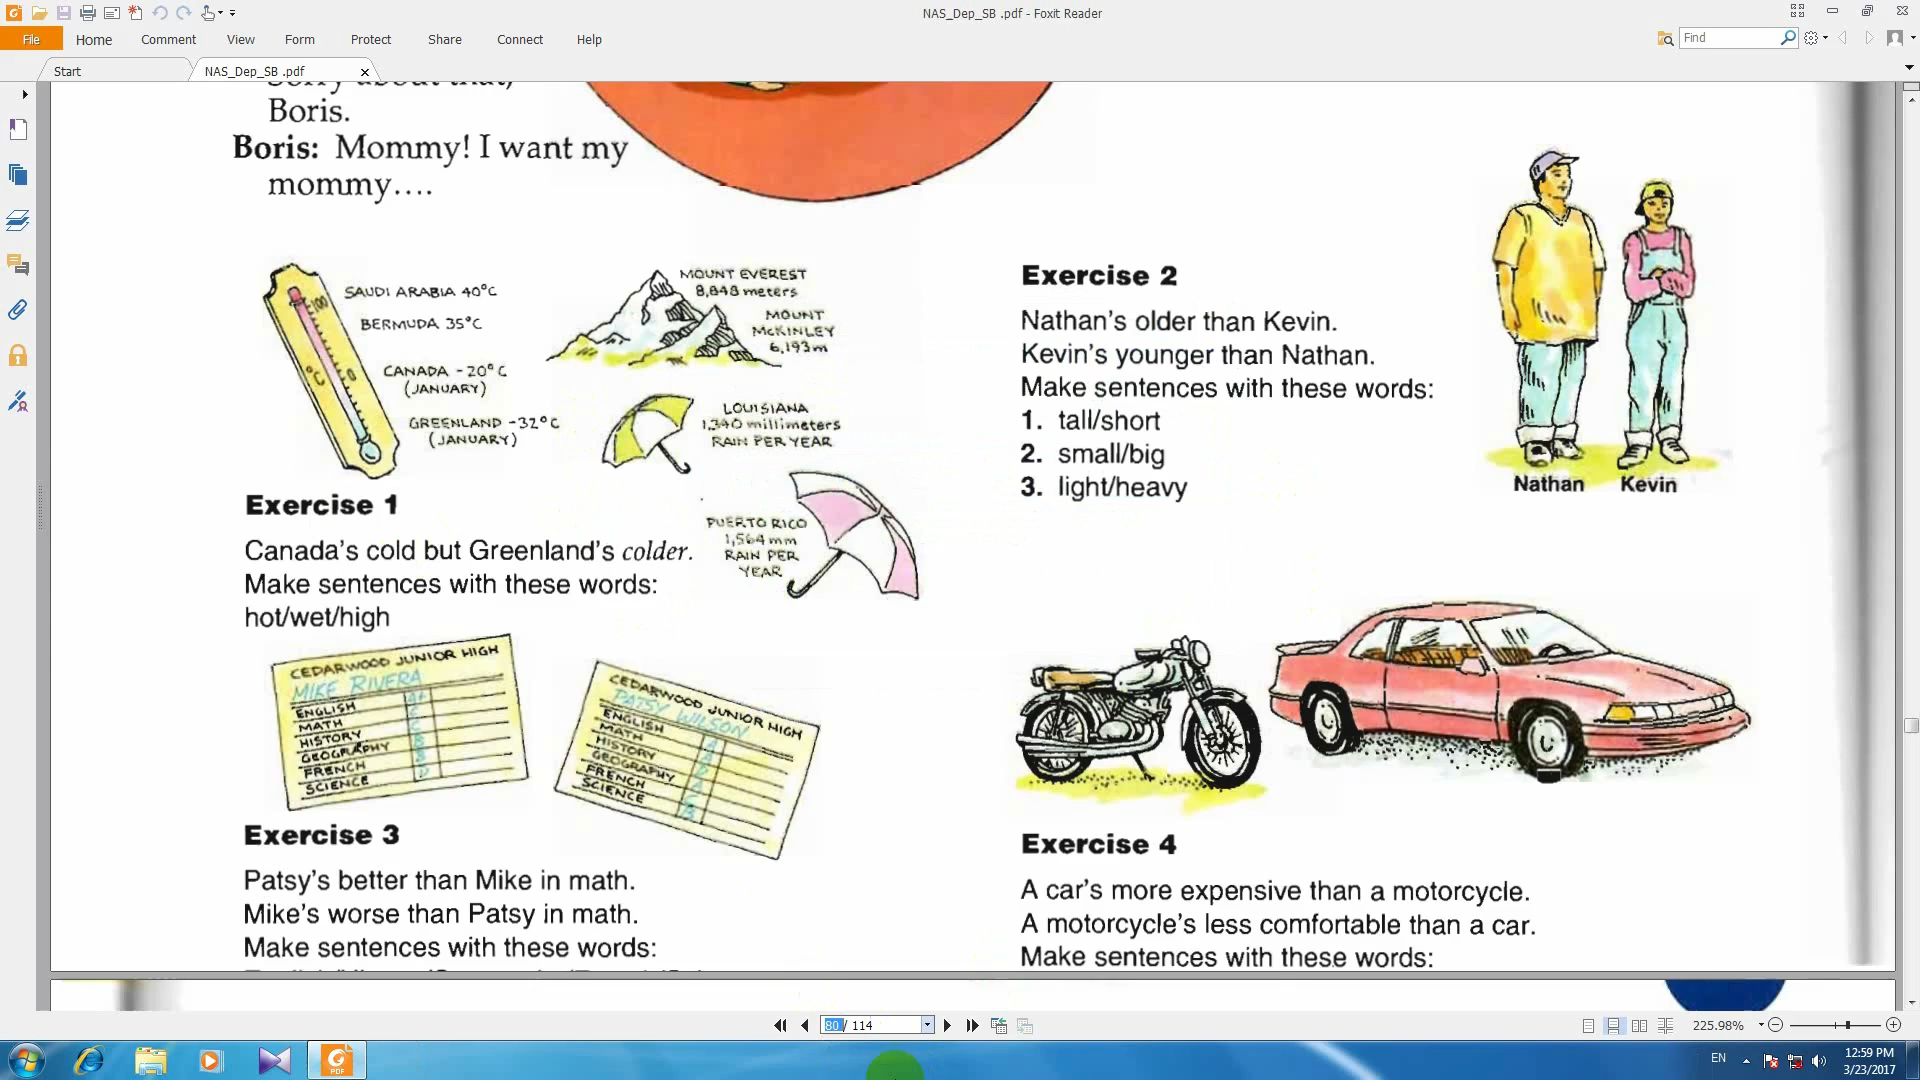 NAS_Dep_SB .pdf - Foxit Reader
File Home Comment View Form Protect Share Connect Help
Find
Start
NAS_Dep_SB .pdf
Sorry about that,
Boris.
Boris: Mommy! I want my
mommy....
SAUDI ARABIA 40°C
BERMUDA 35°C
CANADA -20°C
(JANUARY)
GREENLAND -32°C
(JANUARY)
100
°C
0
MOUNT EVEREST
8,848 meters
MOUNT
McKINLEY
6,193m
LOUISIANA
1,340 millimeters
RAIN PER YEAR
PUERTO RICO
1,564 mm
RAIN PER
YEAR
Exercise 1
Canada's cold but Greenland's colder.
Make sentences with these words:
hot/wet/high
Exercise 2
Nathan's older than Kevin.
Kevin's younger than Nathan.
Make sentences with these words:
1. tall/short
2. small/big
3. light/heavy
Nathan Kevin
CEDARWOOD JUNIOR HIGH
MIKE RIVERA
ENGLISH A+
MATH C
HISTORY C
GEOGRAPHY B
FRENCH B
SCIENCE D
CEDARWOOD JUNIOR HIGH
PATSY WILSON
ENGLISH A
MATH A
HISTORY D
GEOGRAPHY A
FRENCH C
SCIENCE B
Exercise 3
Patsy's better than Mike in math.
Mike's worse than Patsy in math.
Make sentences with these words:
Exercise 4
A car's more expensive than a motorcycle.
A motorcycle's less comfortable than a car.
Make sentences with these words:
80 / 114
225.98%
PDF
EN
12:59 PM
3/23/2017